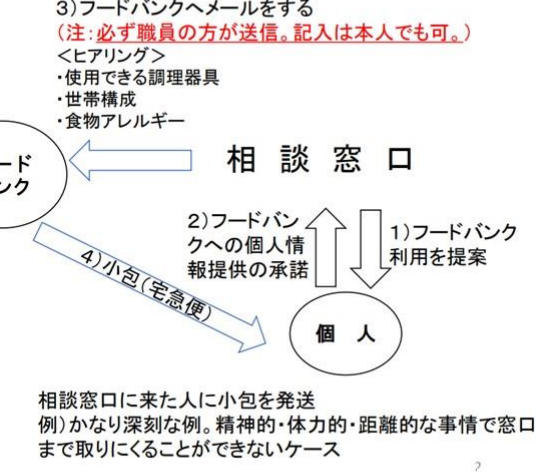 3)フードバンクへメールをする
(注:必ず職員の方が送信。記入は本人でも可。)
<ヒアリング>
・使用できる調理器具
・世帯構成
・食物アレルギー
ード
ンク
相談窓口
2)フードバン
クへの個人情
報提供の承諾
1)フードバンク
利用を提案
4)小包(宅急便)
個人
相談窓口に来た人に小包を発送
例)かなり深刻な例。精神的・体力的・距離的な事情で窓口
まで取りにくることができないケース
2